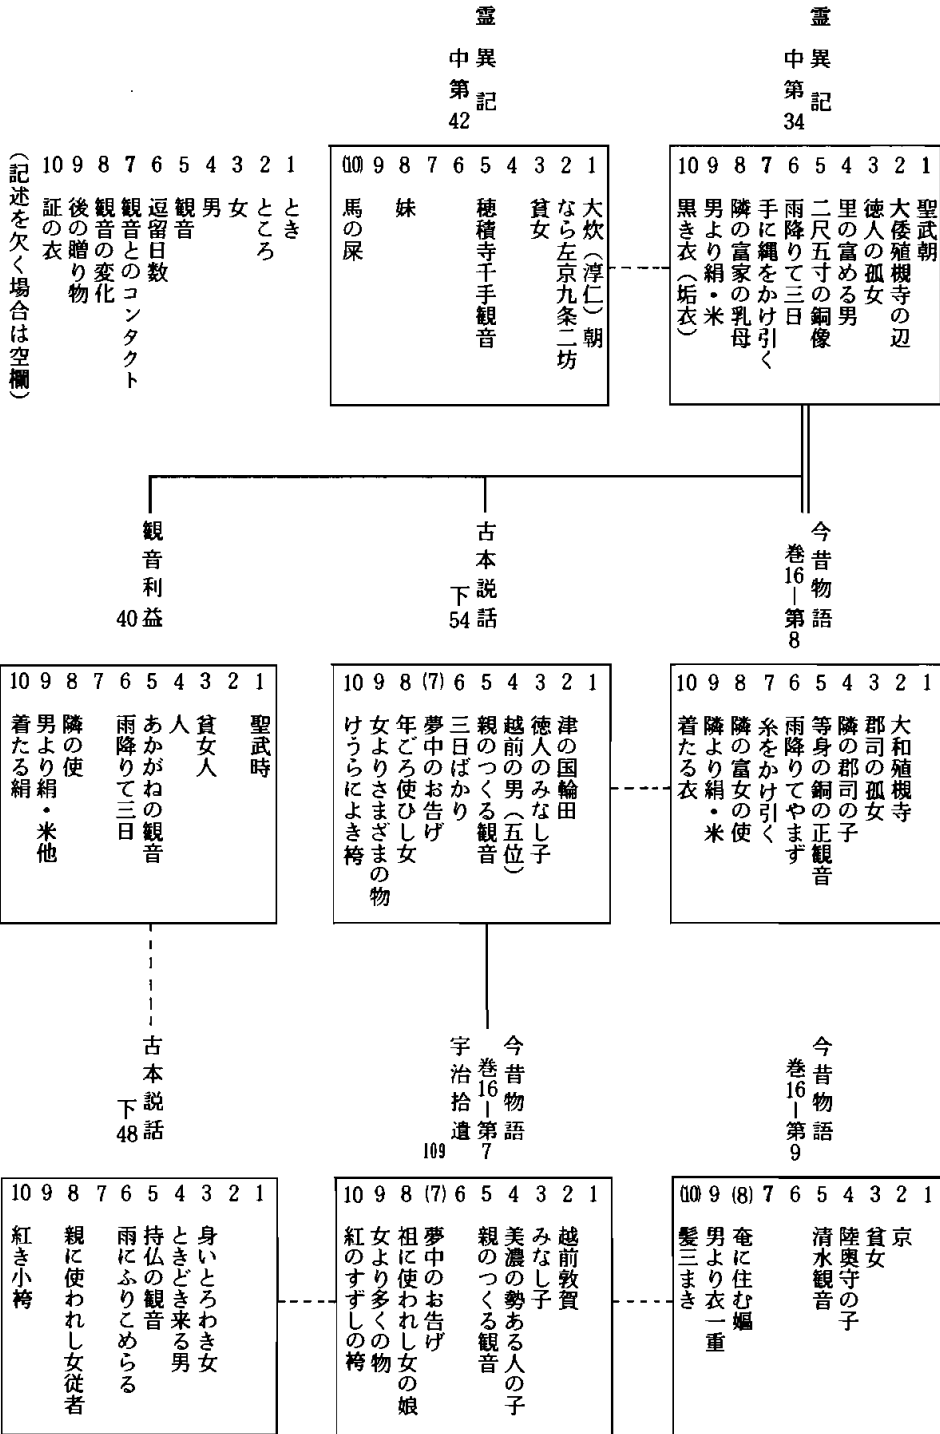 霊異記
中第34
1 聖武朝
2 大倭殖槻寺の辺
3 徳人の孤女
4 里の富める男
5 二尺五寸の銅像
6 雨降りて三日
7 手に縄をかけ引く
8 隣の富家の乳母
9 男より絹・米
10 黒き衣（垢衣）
霊異記
中第42
1 大炊（淳仁）朝
2 なら左京九条二坊
3 貧女
4
5 穂積寺千手観音
6
7
8 妹
9
(10) 馬の屎
1 とき
2 ところ
3 女
4 男
5 観音
6 逗留日数
7 観音とのコンタクト
8 観音の変化
9 後の贈り物
10 証の衣
（記述を欠く場合は空欄）
今昔物語
巻16―第8
1
2 大和殖槻寺
3 郡司の孤女
4 隣の郡司の子
5 等身の銅の正観音
6 雨降りてやまず
7 糸をかけ引く
8 隣の富女の使
9 隣より絹・米
10 着たる衣
古本説話
下54
1
2 津の国輪田
3 徳人のみなし子
4 越前の男（五位）
5 親のつくる観音
6 三日ばかり
(7) 夢中のお告げ
8 年ごろ使ひし女
9 女よりさまざまの物
10 けうらによき袴
観音利益
40
1 聖武時
2
3 貧女人
4 人
5 あかがねの観音
6 雨降りて三日
7
8 隣の使
9 男より絹・米他
10 着たる絹
今昔物語
巻16―第9
1
2 京
3 貧女
4 陸奥守の子
5 清水観音
6
7
(8) 奄に住む嫗
9 男より衣一重
(10) 髪三まき
今昔物語
巻16―第7
宇治拾遺
109
1
2 越前敦賀
3 みなし子
4 美濃の勢ある人の子
5 親のつくる観音
6
(7) 夢中のお告げ
8 祖に使われし女の娘
9 女より多くの物
10 紅のすずしの袴
古本説話
下48
1
2
3 身いとろわき女
4 ときどき来る男
5 持仏の観音
6 雨にふりこめらる
7
8 親に使われし女従者
9
10 紅き小袴